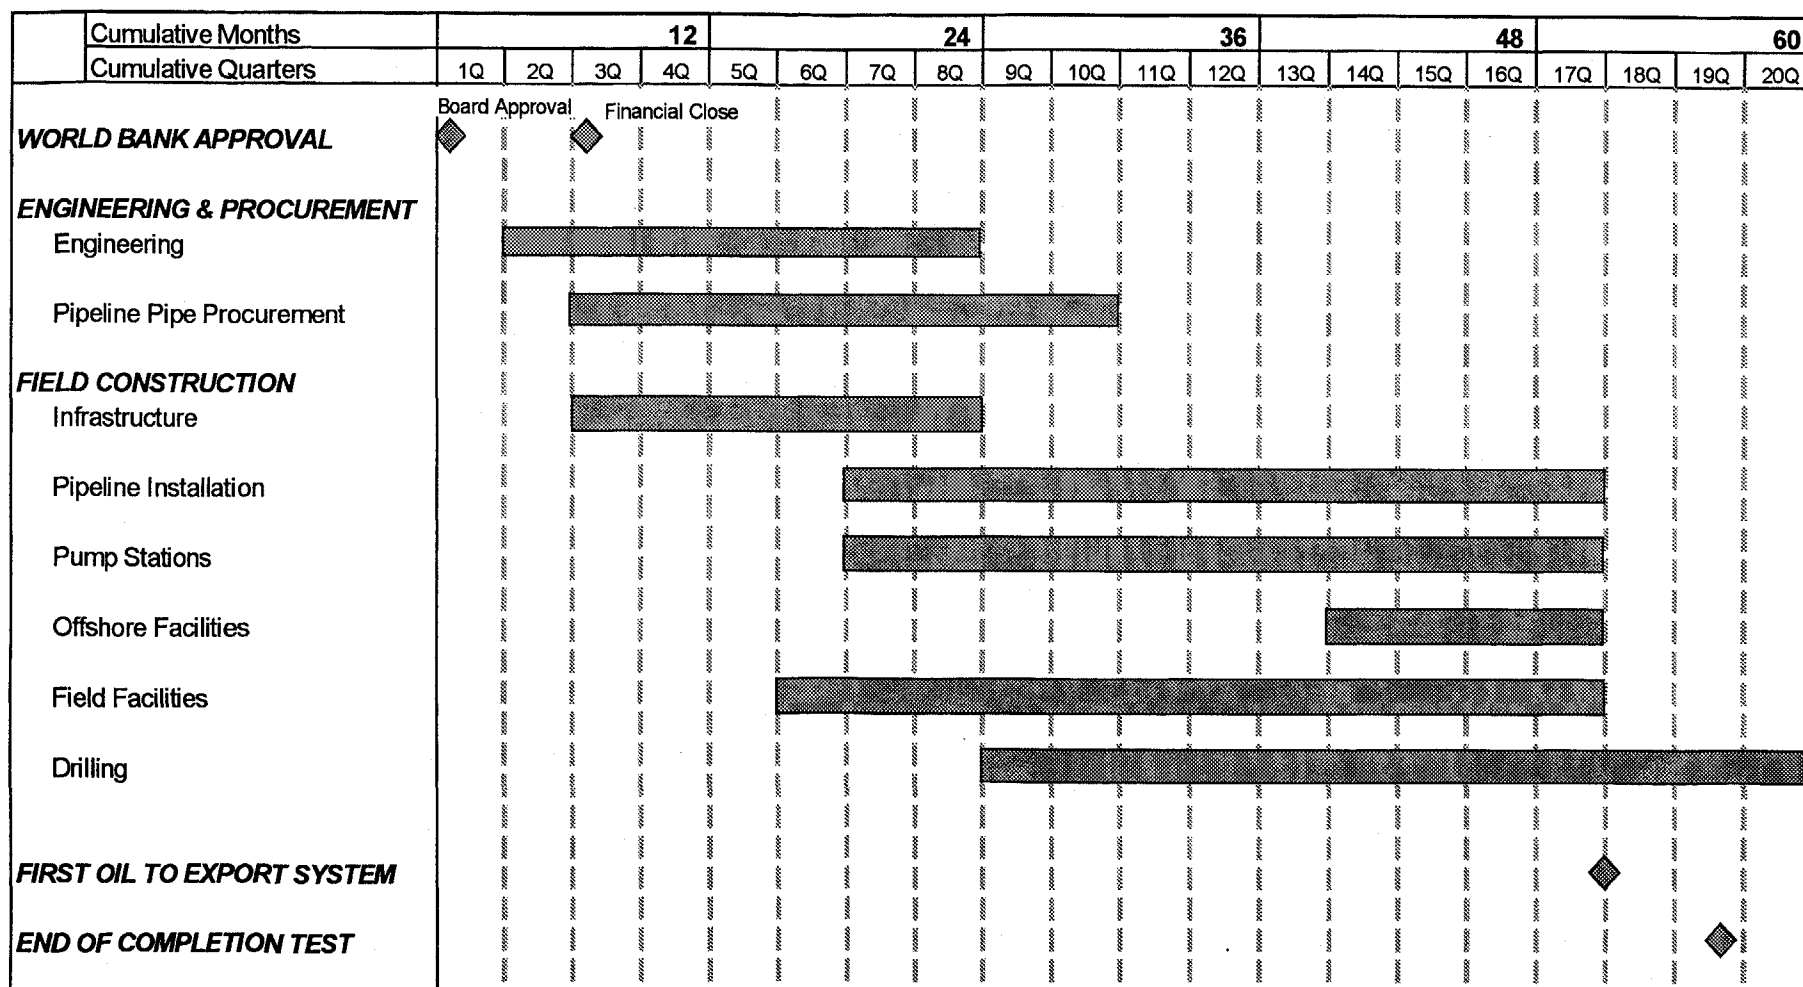 Cumulative Months 12 24 36 48 60
Cumulative Quarters 1Q 2Q 3Q 4Q 5Q 6Q 7Q 8Q 9Q 10Q 11Q 12Q 13Q 14Q 15Q 16Q 17Q 18Q 19Q 20Q
Board Approval Financial Close
WORLD BANK APPROVAL
ENGINEERING & PROCUREMENT
Engineering
Pipeline Pipe Procurement
FIELD CONSTRUCTION
Infrastructure
Pipeline Installation
Pump Stations
Offshore Facilities
Field Facilities
Drilling
FIRST OIL TO EXPORT SYSTEM
END OF COMPLETION TEST